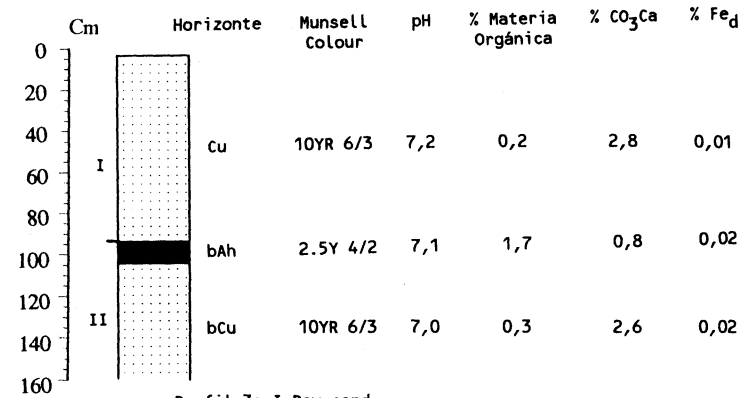 Cm Horizonte Munsell Colour pH % Materia Orgánica % CO3Ca % Fed
0
20
40
Cu 10YR 6/3 7,2 0,2 2,8 0,01
I
60
80
bAh 2.5Y 4/2 7,1 1,7 0,8 0,02
100
120
II bCu 10YR 6/3 7,0 0,3 2,6 0,02
140
160